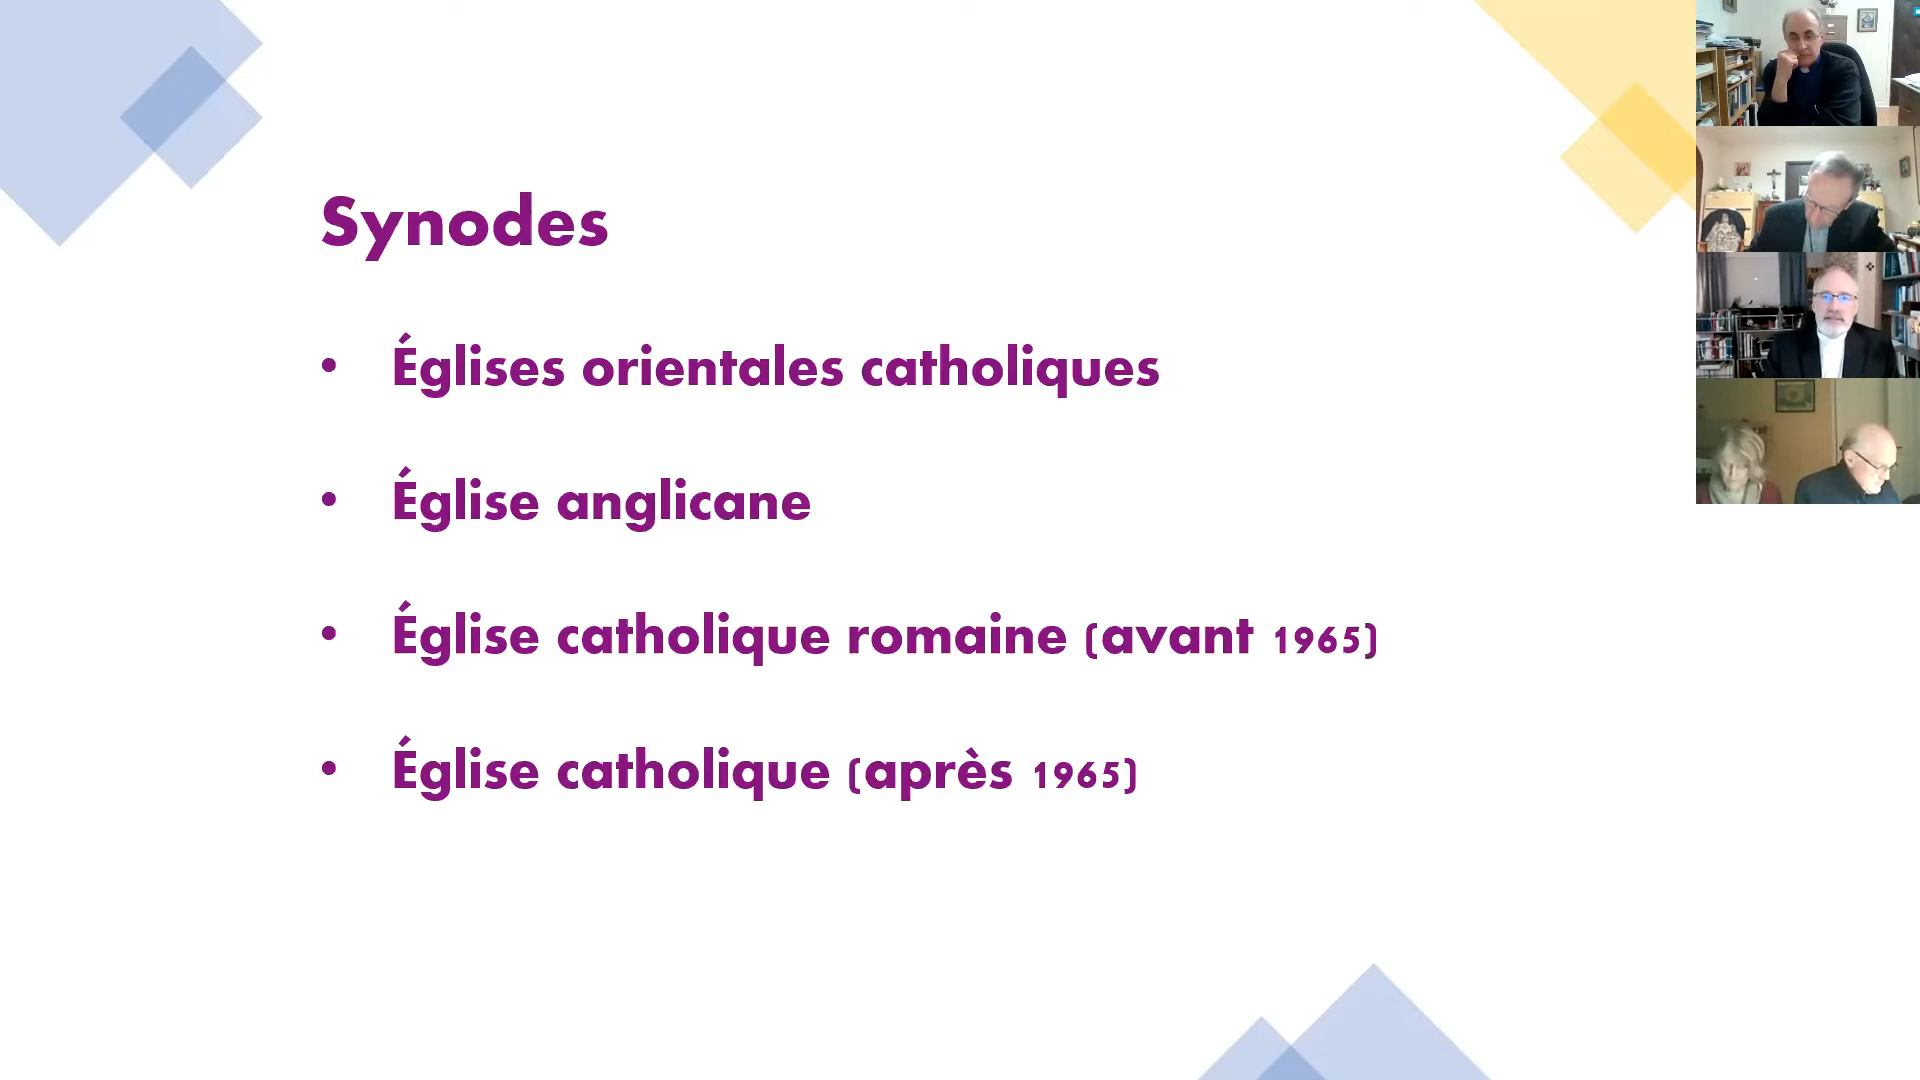 Synodes
• Églises orientales catholiques
• Église anglicane
• Église catholique romaine (avant 1965)
• Église catholique (après 1965)